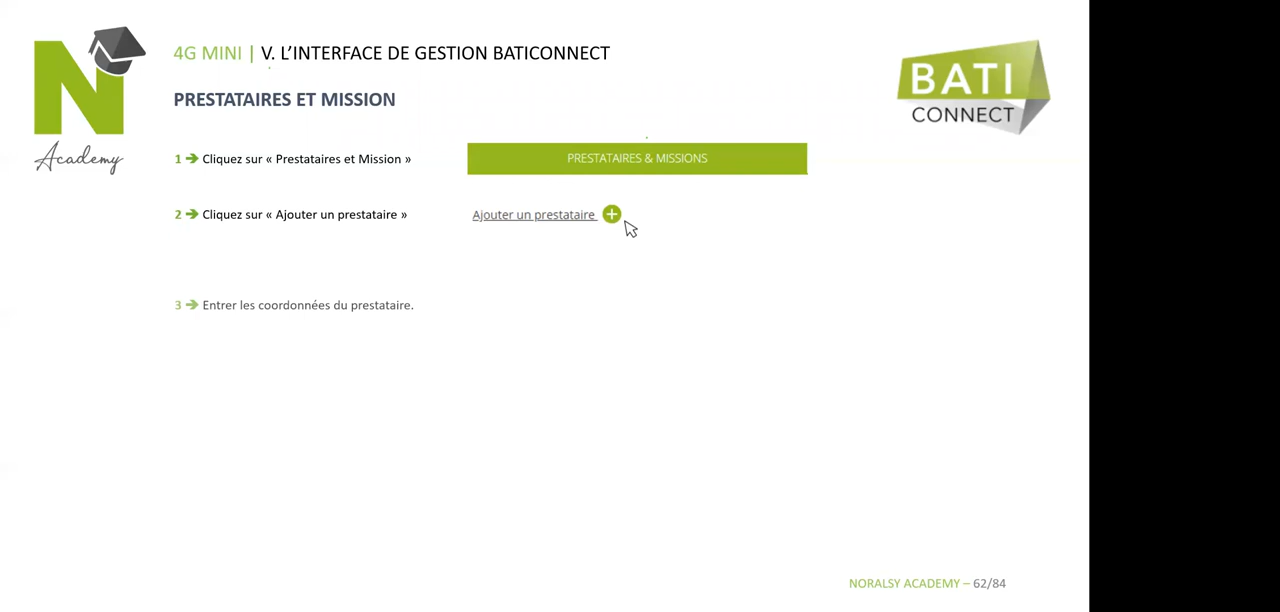 N
Academy
4G MINI | V. L’INTERFACE DE GESTION BATICONNECT
BATI
CONNECT
PRESTATAIRES ET MISSION
1 ➔ Cliquez sur « Prestataires et Mission »
PRESTATAIRES & MISSIONS
2 ➔ Cliquez sur « Ajouter un prestataire »
Ajouter un prestataire
3 ➔ Entrer les coordonnées du prestataire.
NORALSY ACADEMY – 62/84